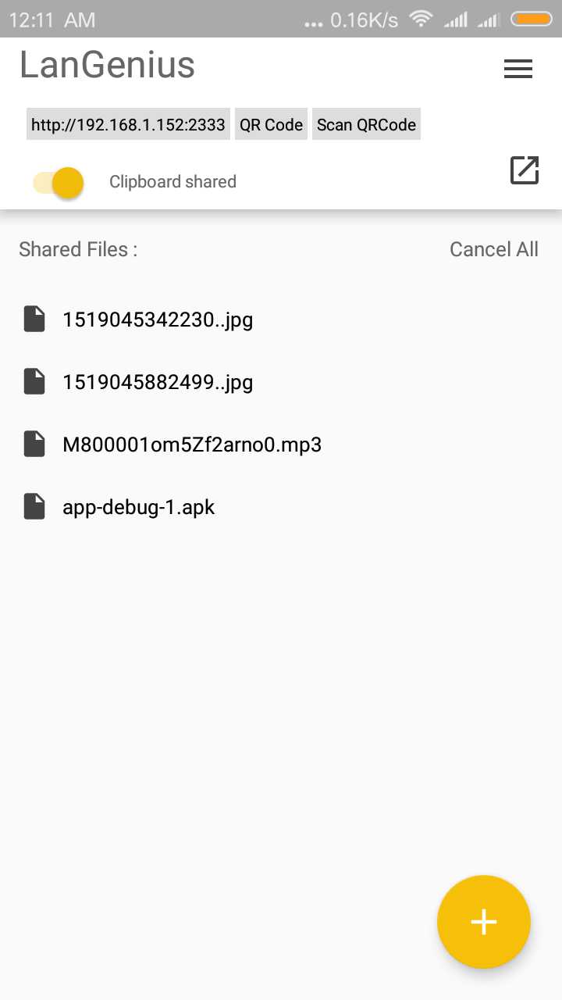 12:11 AM ... 0.16K/s
LanGenius
http://192.168.1.152:2333 QR Code Scan QRCode
Clipboard shared
Shared Files : Cancel All
1519045342230..jpg
1519045882499..jpg
M800001om5Zf2arno0.mp3
app-debug-1.apk